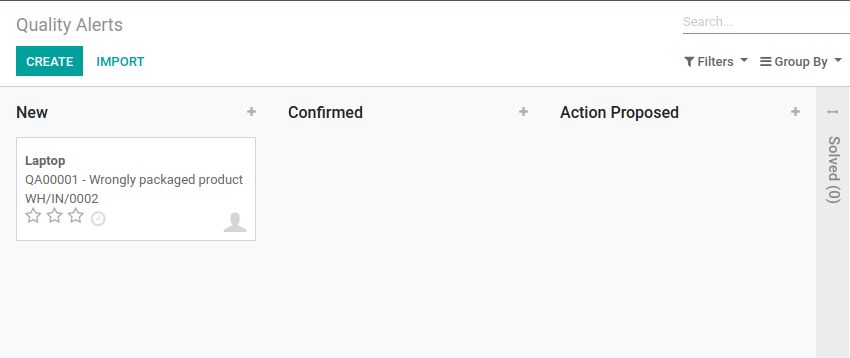 Quality Alerts
Search...
CREATE IMPORT
Filters Group By
New
Confirmed
Action Proposed
Solved (0)
Laptop
QA00001 - Wrongly packaged product
WH/IN/0002